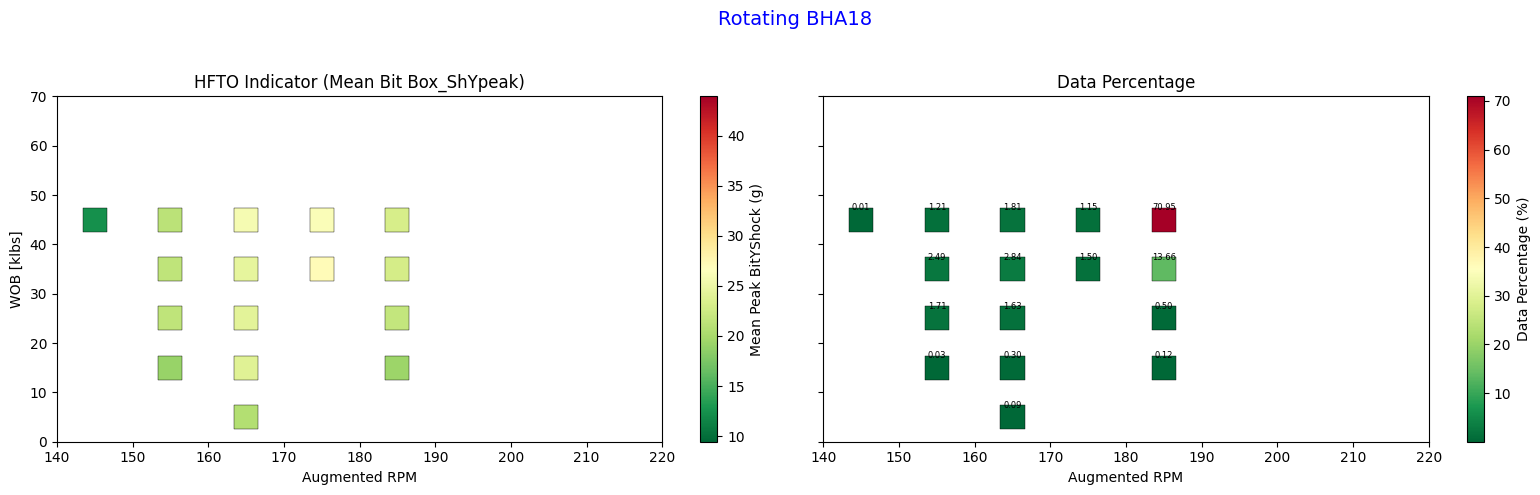 Rotating BHA18
HFTO Indicator (Mean Bit Box_ShYpeak)
70
60
50
40
30
20
10
0
WOB [klbs]
140 150 160 170 180 190 200 210 220
Augmented RPM
40
35
30
25
20
15
10
Mean Peak BitYShock (g)
Data Percentage
0.01 1.21 1.81 1.15 70.95
2.49 2.84 1.50 13.66
1.71 1.63 0.50
0.03 0.30 0.12
0.09
140 150 160 170 180 190 200 210 220
Augmented RPM
70
60
50
40
30
20
10
Data Percentage (%)